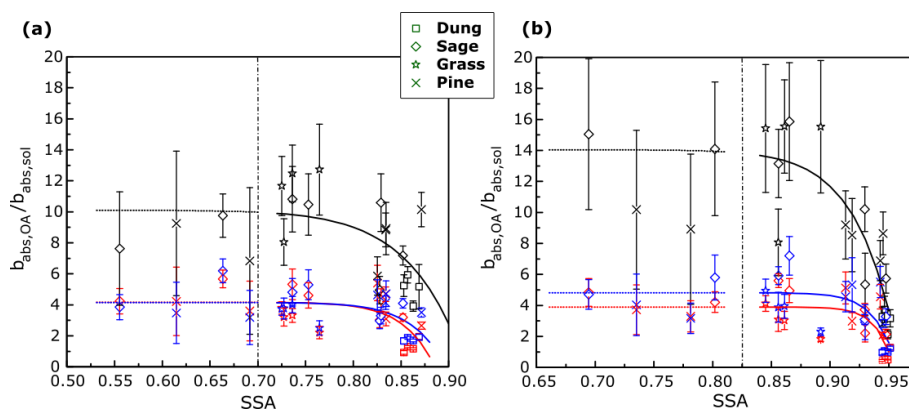 (a)
(b)
Dung
Sage
Grass
Pine
b_abs,OA/b_abs,sol
20
18
16
14
12
10
8
6
4
2
0
0.50 0.55 0.60 0.65 0.70 0.75 0.80 0.85 0.90
SSA
b_abs,OA/b_abs,sol
20
18
16
14
12
10
8
6
4
2
0
0.65 0.70 0.75 0.80 0.85 0.90 0.95
SSA